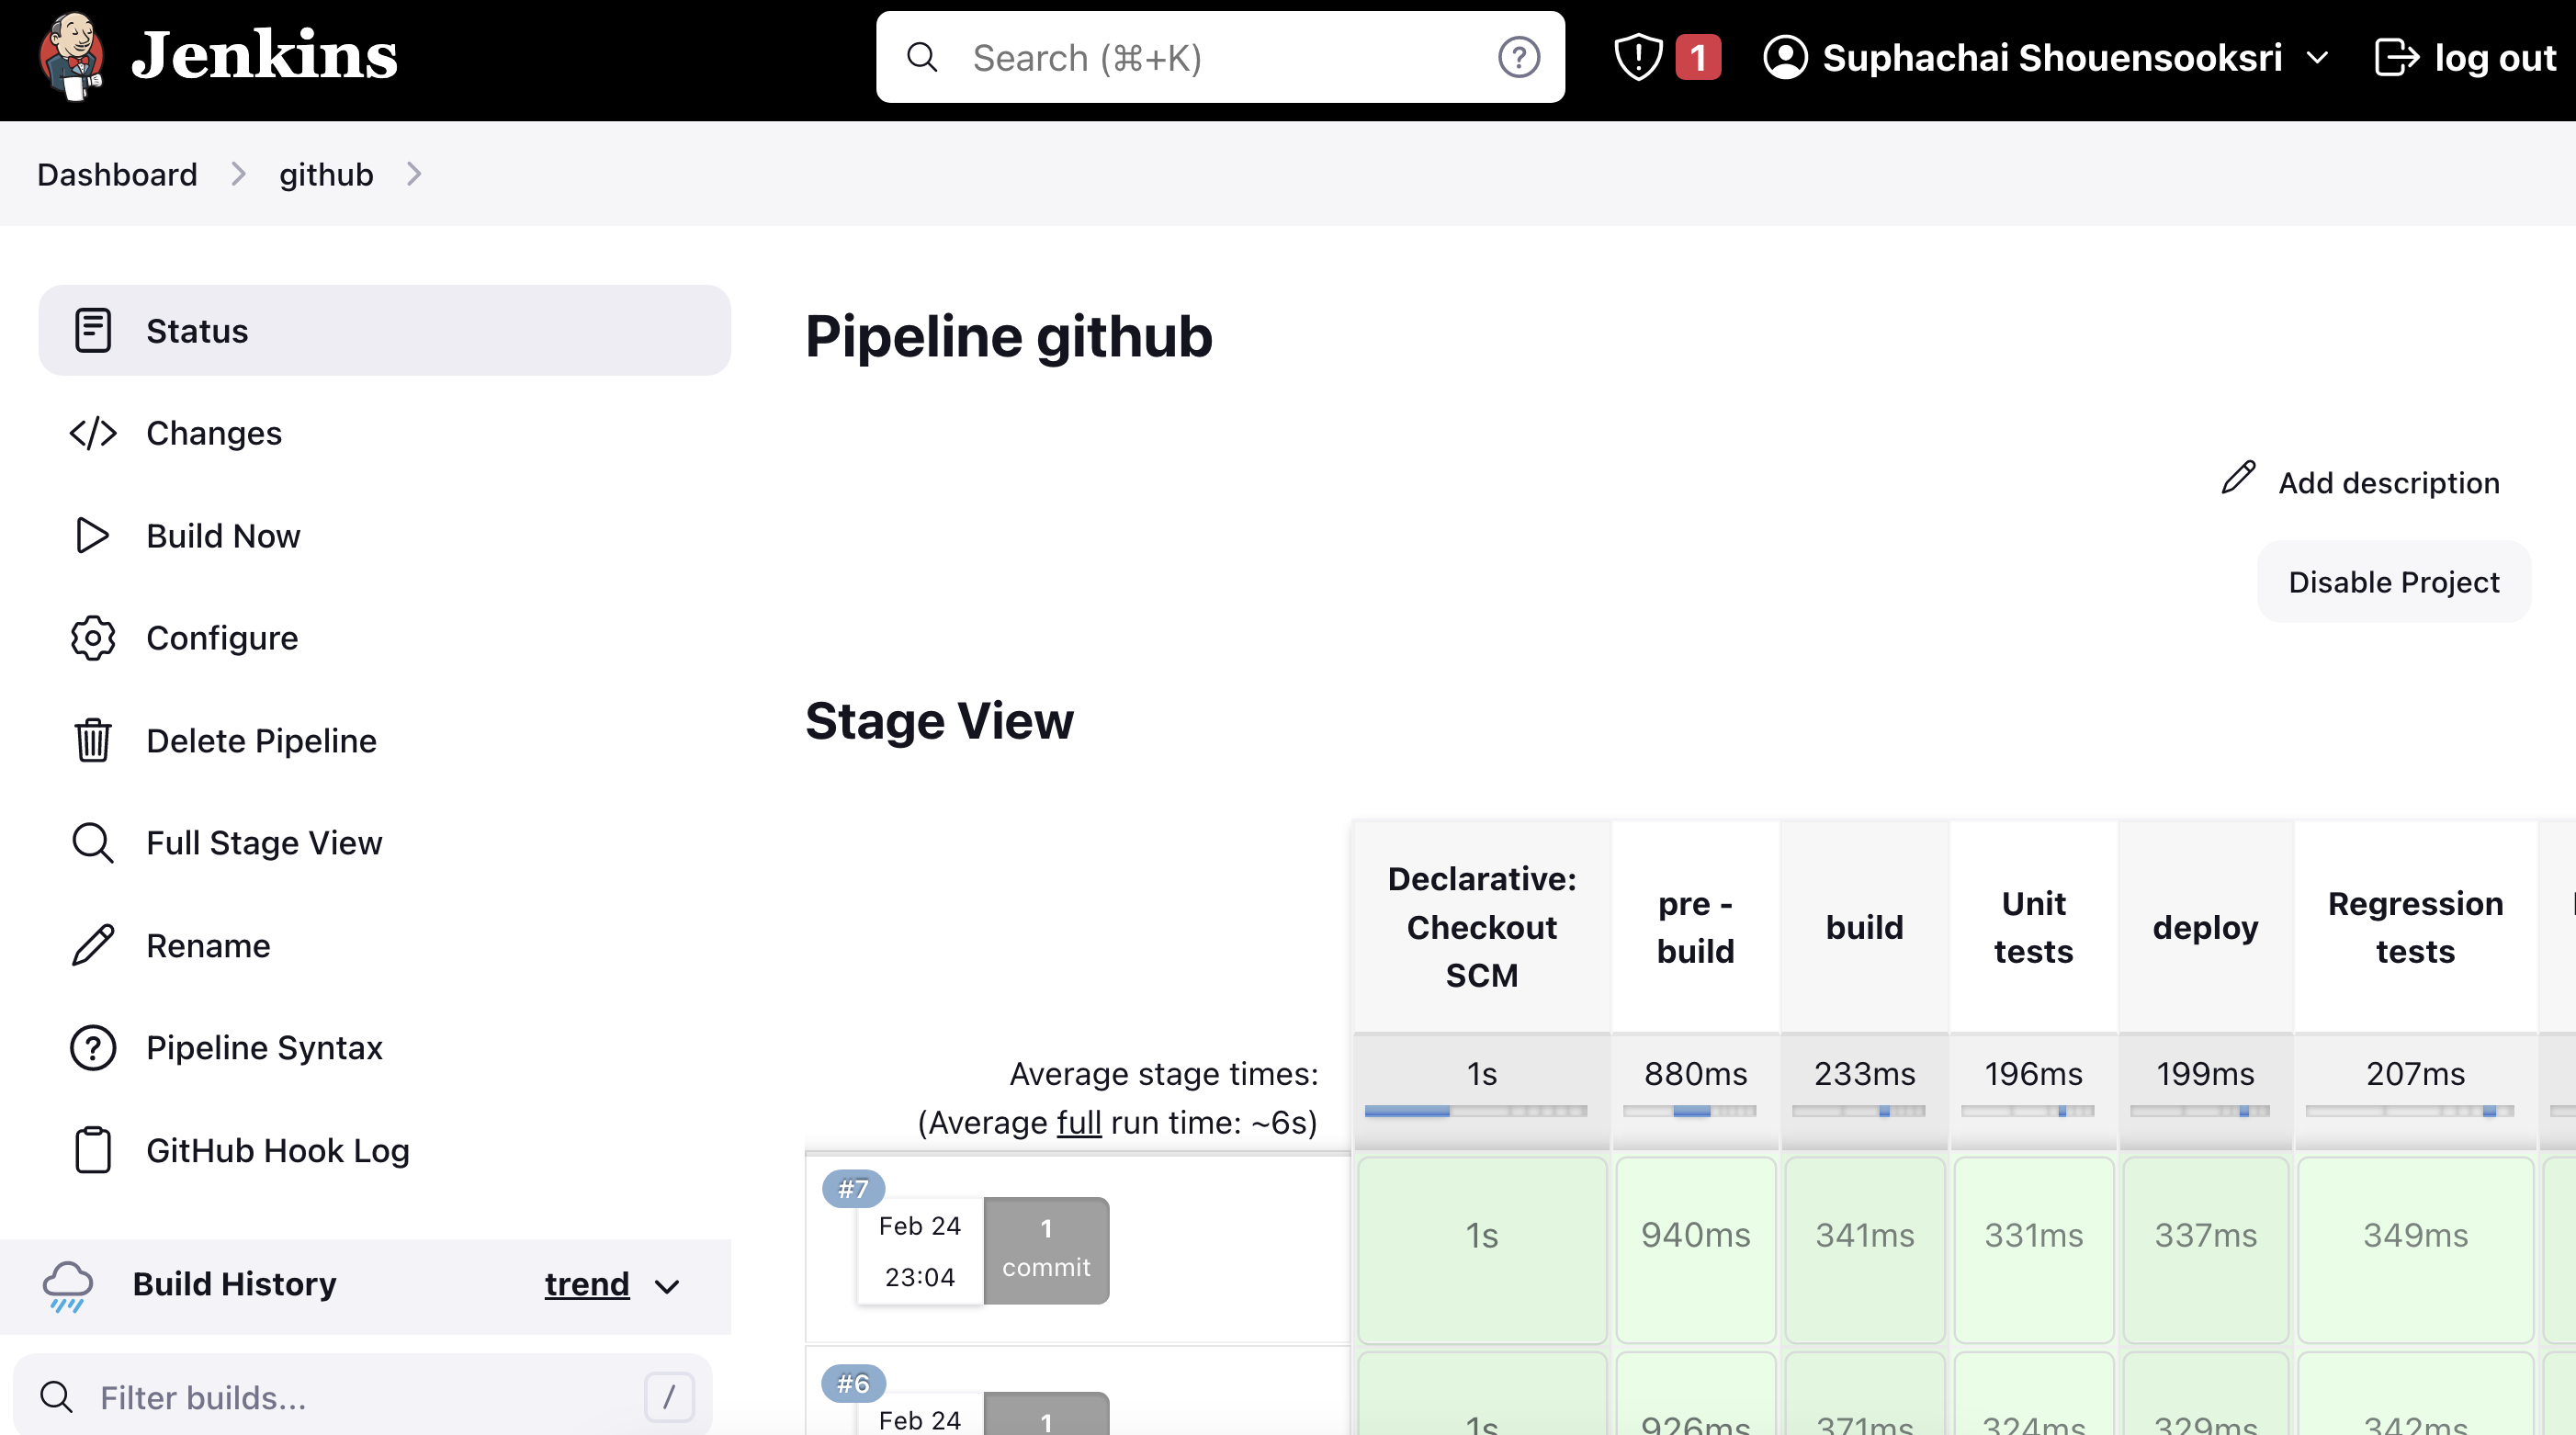 Jenkins
Search (⌘+K)
1
Suphachai Shouensooksri
log out
Dashboard
github
Status
Changes
Build Now
Configure
Delete Pipeline
Full Stage View
Rename
Pipeline Syntax
GitHub Hook Log
Build History
trend
Filter builds...
/
Pipeline github
Add description
Disable Project
Stage View
Declarative:
Checkout
SCM
pre -
build
build
Unit
tests
deploy
Regression
tests
Average stage times:
(Average full run time: ~6s)
1s
880ms
233ms
196ms
199ms
207ms
#7
Feb 24
23:04
1
commit
1s
940ms
341ms
331ms
337ms
349ms
#6
Feb 24
1
1s
926ms
371ms
324ms
329ms
342ms